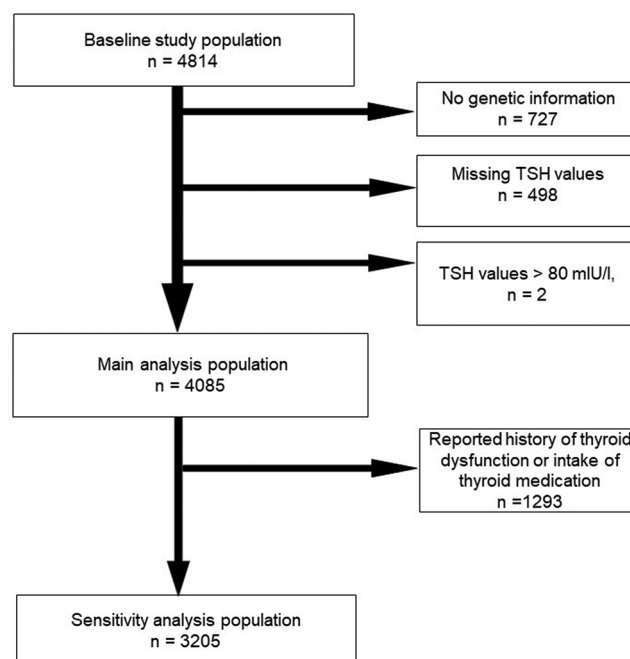 Baseline study population
n = 4814
No genetic information
n = 727
Missing TSH values
n = 498
TSH values > 80 mIU/l,
n = 2
Main analysis population
n = 4085
Reported history of thyroid
dysfunction or intake of
thyroid medication
n =1293
Sensitivity analysis population
n = 3205